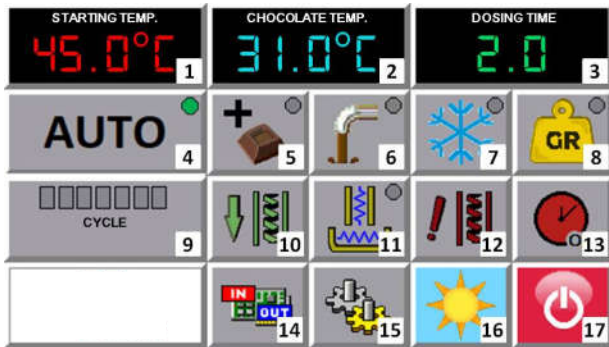 STARTING TEMP. CHOCOLATE TEMP. DOSING TIME
45.0°C 31.0°C 2.0
1 2 3
AUTO GR
4 5 6 7 8
CYCLE
9 10 11 12 13
IN
OUT
14 15 16 17